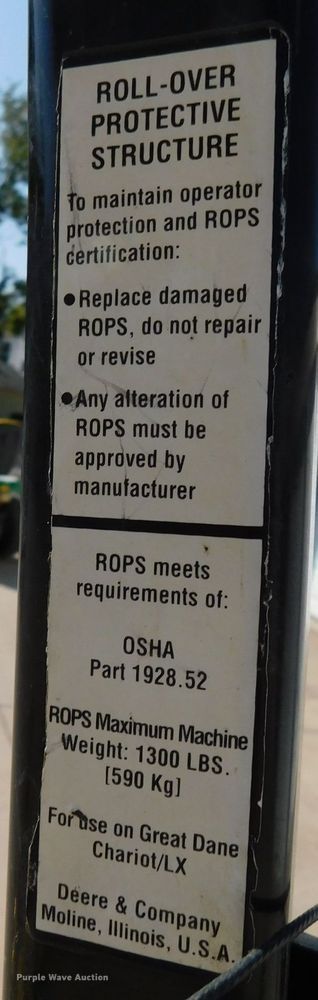 ROLL-OVER
PROTECTIVE
STRUCTURE
To maintain operator
protection and ROPS
certification:
●Replace damaged
ROPS, do not repair
or revise
●Any alteration of
ROPS must be
approved by
manufacturer
ROPS meets
requirements of:
OSHA
Part 1928.52
ROPS Maximum Machine
Weight: 1300 LBS.
[590 Kg]
For use on Great Dane
Chariot/LX
Deere & Company
Moline, Illinois, U.S.A.
Purple Wave Auction